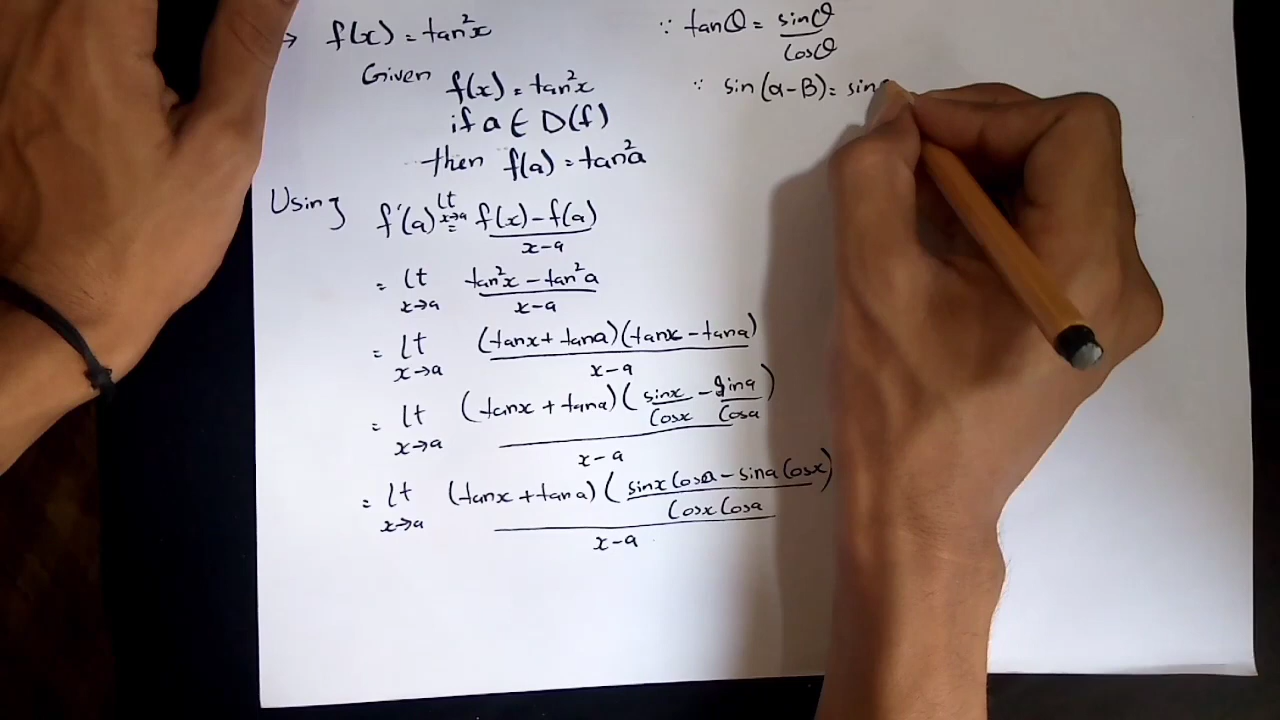 → f(x) = tan²x
∵ tanθ = sinθ/cosθ
Given f(x) = tan²x
∵ sin(α-β) = sin
if a ∈ D(f)
then f(a) = tan²a
Using f'(a) = Lt x→a f(x) - f(a) / x-a
= Lt x→a tan²x - tan²a / x-a
= Lt x→a (tanx + tana)(tanx - tana) / x-a
= Lt x→a (tanx + tana)(sinx/Cosx - sina/Cosa) / x-a
= Lt x→a (tanx + tana)(sinx Cosa - sina Cosx / Cosx Cosa) / x-a